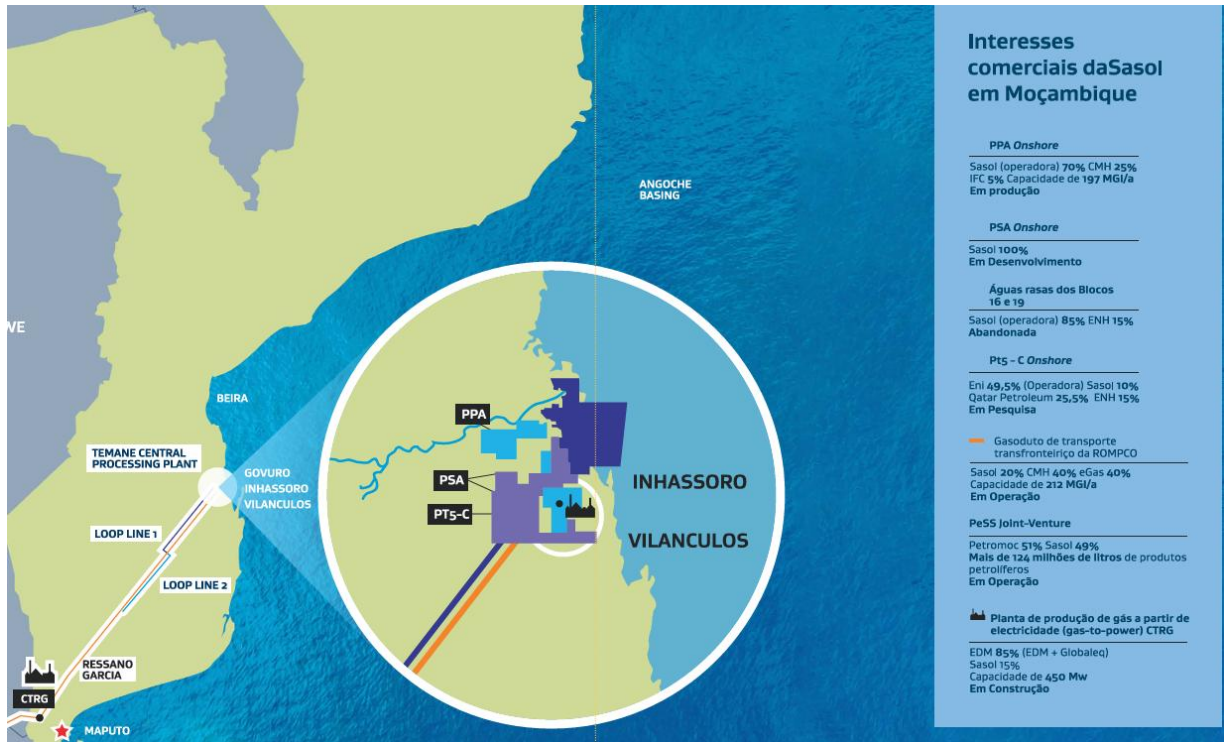 ANGOCHE
BASING
WE
BEIRA
TEMANE CENTRAL
PROCESSING PLANT
GOVURO
INHASSORO
VILANCULOS
LOOP LINE 1
LOOP LINE 2
RESSANO
GARCIA
CTRG
MAPUTO
PPA
PSA
PT5-C
INHASSORO
VILANCULOS
Interesses
comerciais daSasol
em Moçambique
PPA Onshore
Sasol (operadora) 70% CMH 25%
IFC 5% Capacidade de 197 MGJ/a
Em produção
PSA Onshore
Sasol 100%
Em Desenvolvimento
Águas rasas dos Blocos
16 e 19
Sasol (operadora) 85% ENH 15%
Abandonada
Pt5 - C Onshore
Eni 49,5% (Operadora) Sasol 10%
Qatar Petroleum 25,5% ENH 15%
Em Pesquisa
Gasoduto de transporte
transfronteiriço da ROMPCO
Sasol 20% CMH 40% eGas 40%
Capacidade de 212 MGJ/a
Em Operação
PeSS Joint-Venture
Petromoc 51% Sasol 49%
Mais de 124 milhões de litros de produtos
petrolíferos
Em Operação
Planta de produção de gás a partir de
electricidade (gas-to-power) CTRG
EDM 85% (EDM + Globaleq)
Sasol 15%
Capacidade de 450 Mw
Em Construção